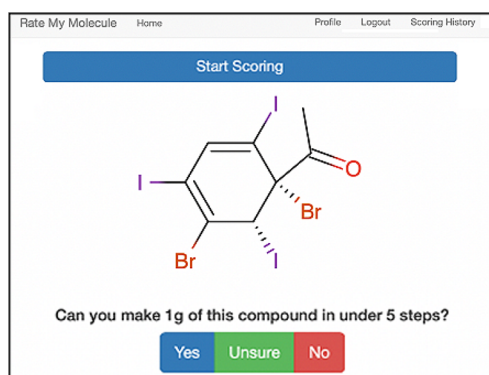 Rate My Molecule Home Profile Logout Scoring History
Start Scoring
I
O
I
Br
Br
I
Can you make 1g of this compound in under 5 steps?
Yes Unsure No